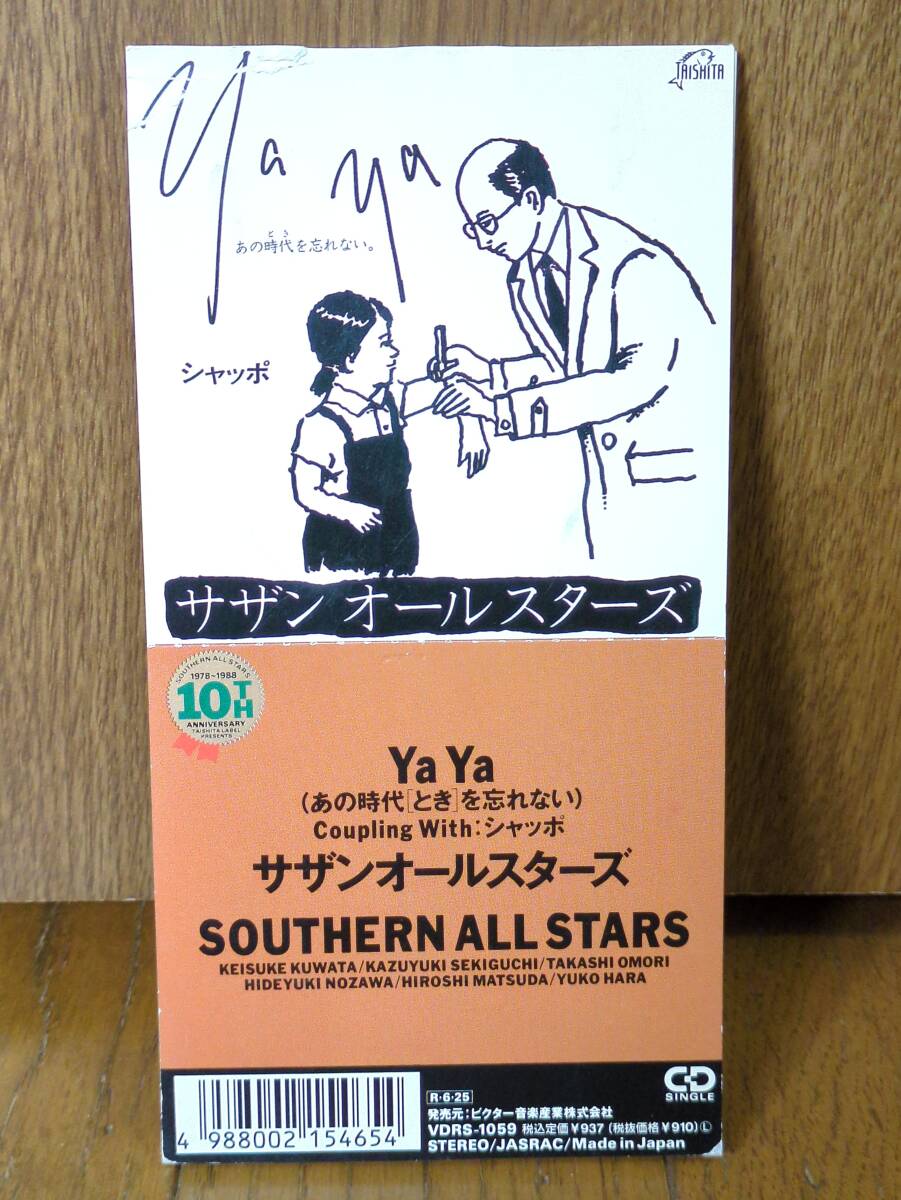 TAISHITA
Ya Ya
あの時代を忘れない。
とき
シャッポ
サザン オールスターズ
SOUTHERN ALL STARS
1978~1988
10TH
ANNIVERSARY
TAISHITA LABEL
PRESENTS
Ya Ya
(あの時代[とき]を忘れない)
Coupling With:シャッポ
サザンオールスターズ
SOUTHERN ALL STARS
KEISUKE KUWATA/KAZUYUKI SEKIGUCHI/TAKASHI OMORI
HIDEYUKI NOZAWA/HIROSHI MATSUDA/YUKO HARA
4 988002 154654
R・6・25
発売元:ビクター音楽産業株式会社
VDRS-1059 税込定価¥937 (税抜価格¥910) Ⓛ
STEREO/JASRAC/Made in Japan
CD
SINGLE